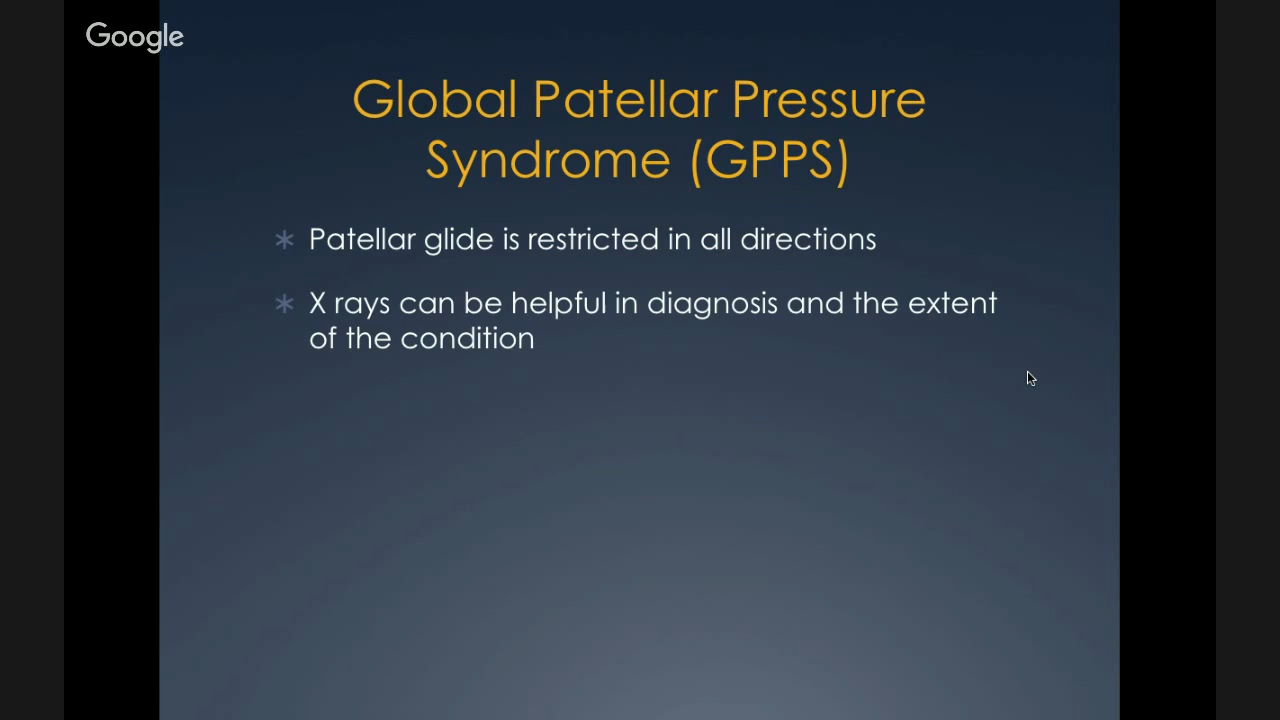 Google
Global Patellar Pressure
Syndrome (GPPS)
Patellar glide is restricted in all directions
X rays can be helpful in diagnosis and the extent
of the condition